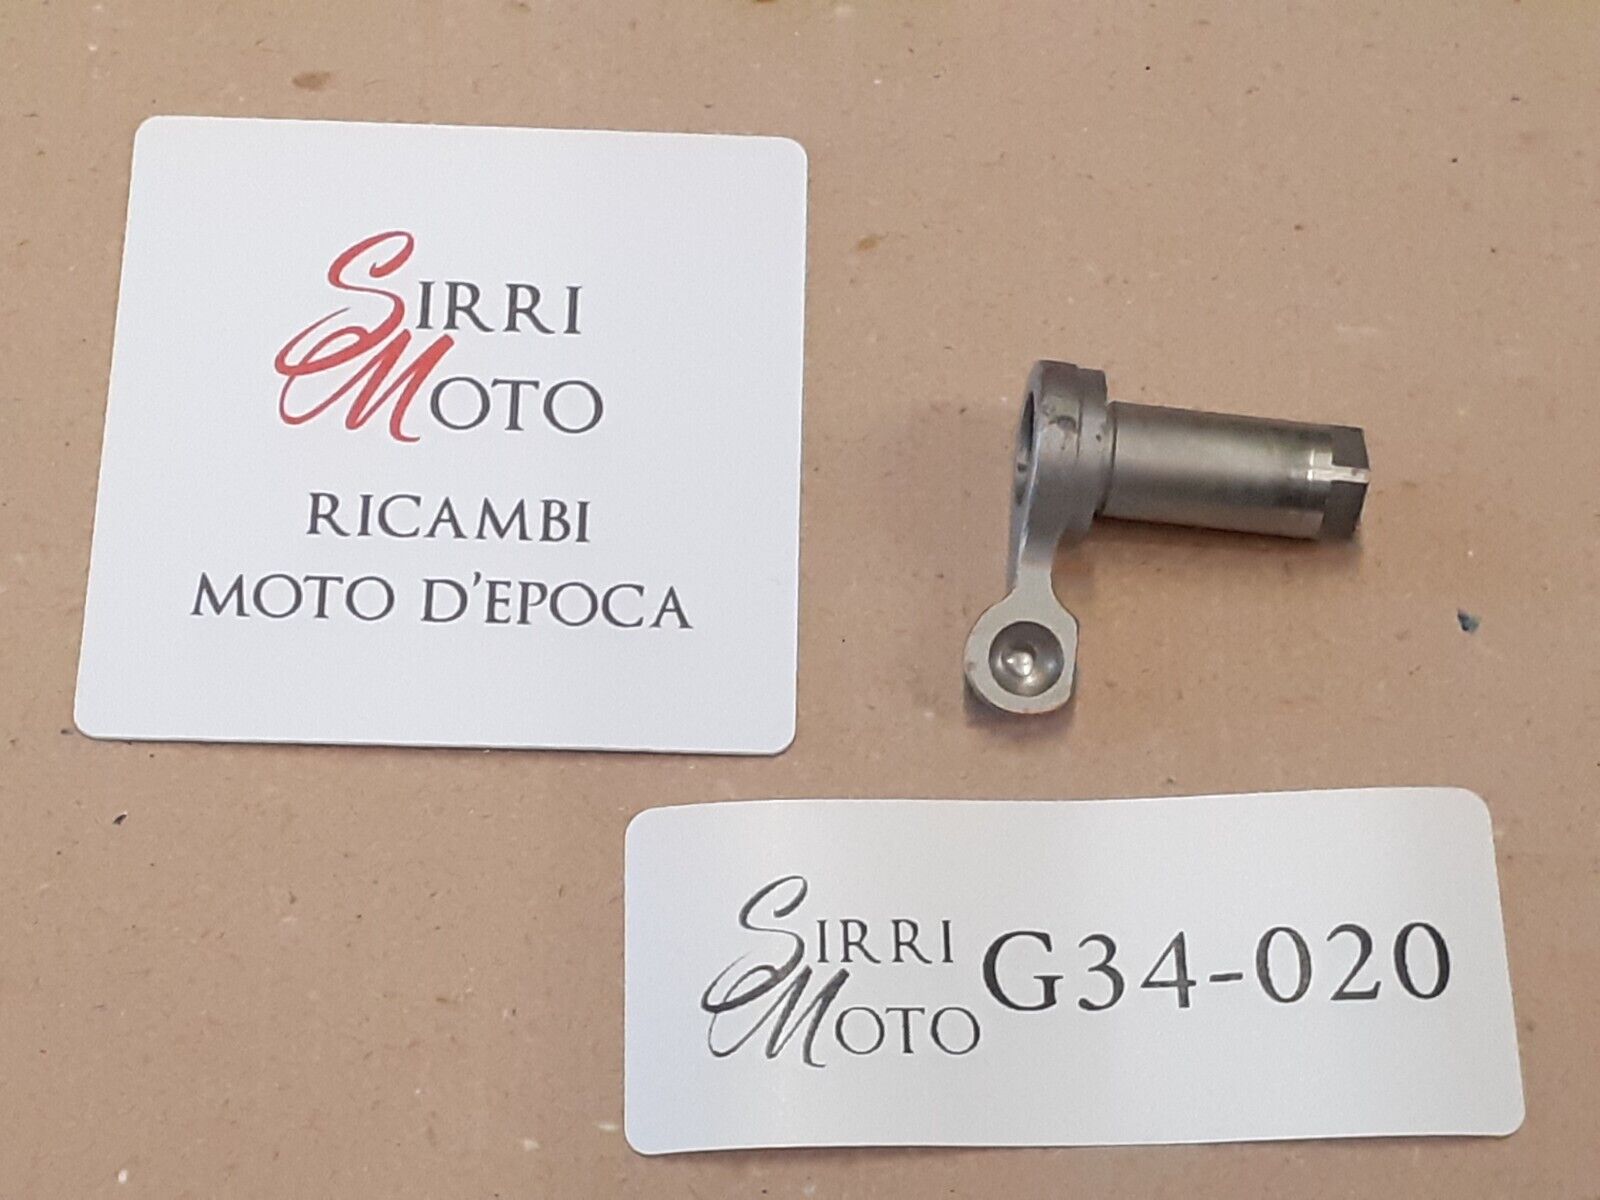 SIRRI
MOTO
RICAMBI
MOTO D'EPOCA
SIRRI
MOTO
G34-020